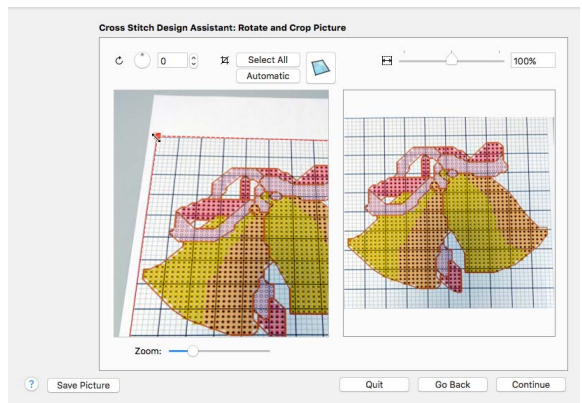 Cross Stitch Design Assistant: Rotate and Crop Picture
0
Select All
Automatic
100%
Zoom:
?
Save Picture
Quit
Go Back
Continue